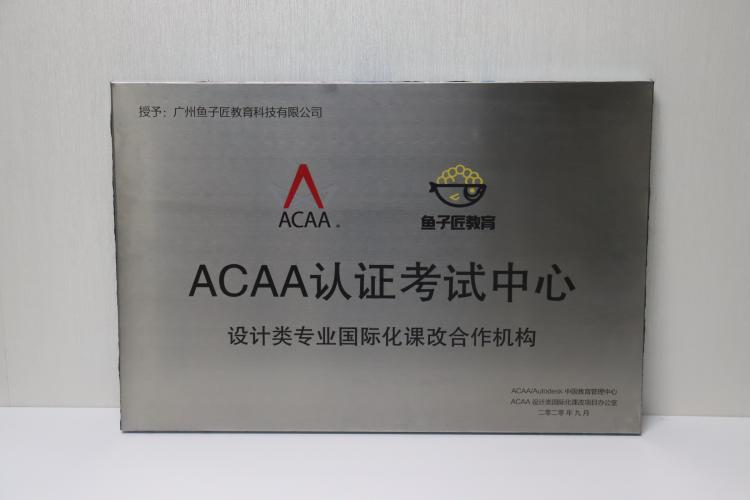 授予：广州鱼子匠教育科技有限公司
ACAA ®
鱼子匠教育
ACAA认证考试中心
设计类专业国际化课改合作机构
ACAA/Autodesk 中国教育管理中心
ACAA 设计类国际化课改项目办公室
二零二零年九月